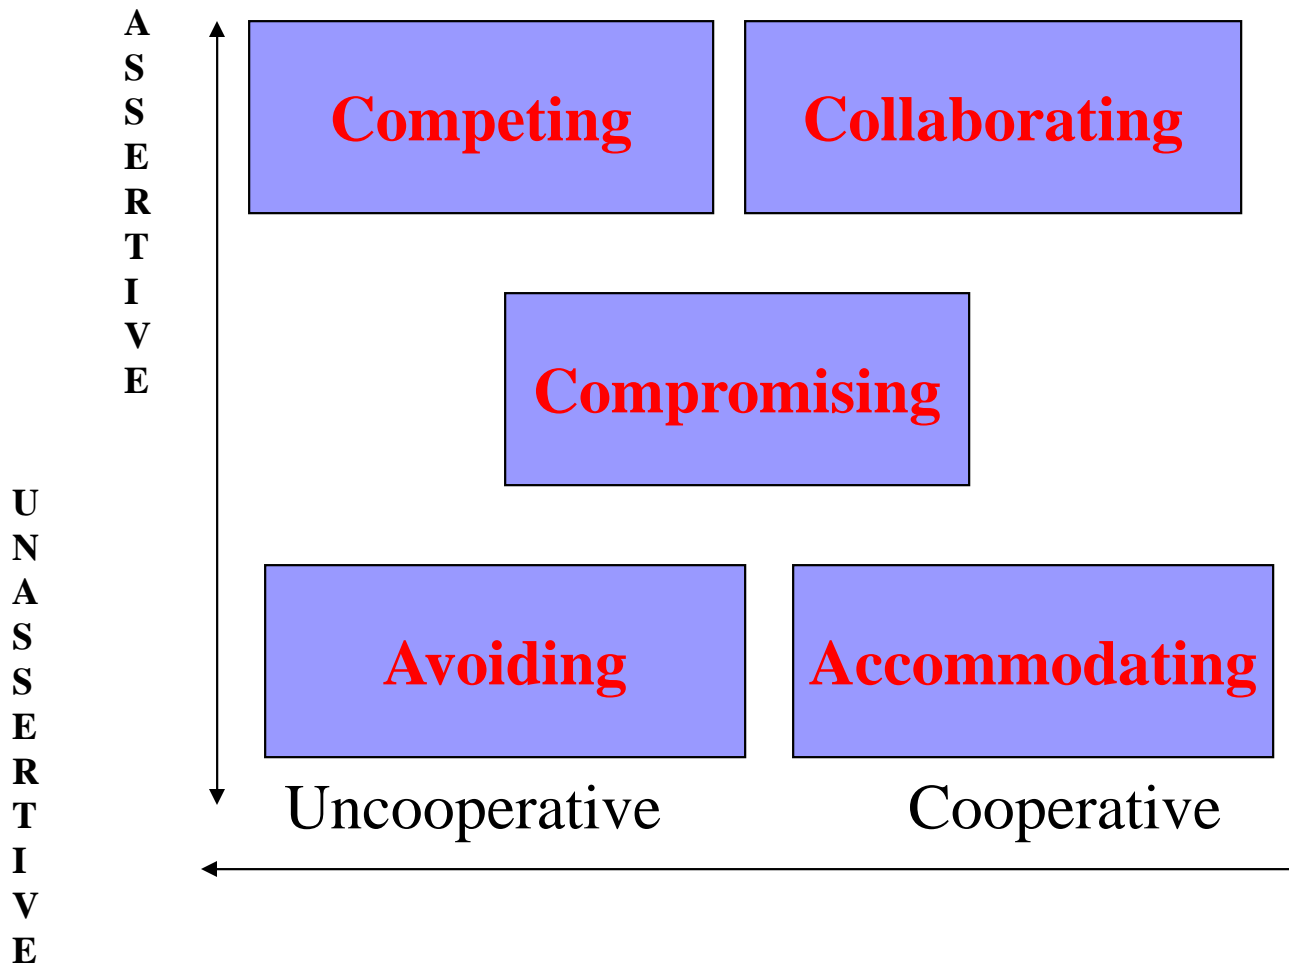 ASSERTIVE
Competing
Collaborating
Compromising
UNASSERTIVE
Avoiding
Accommodating
Uncooperative
Cooperative